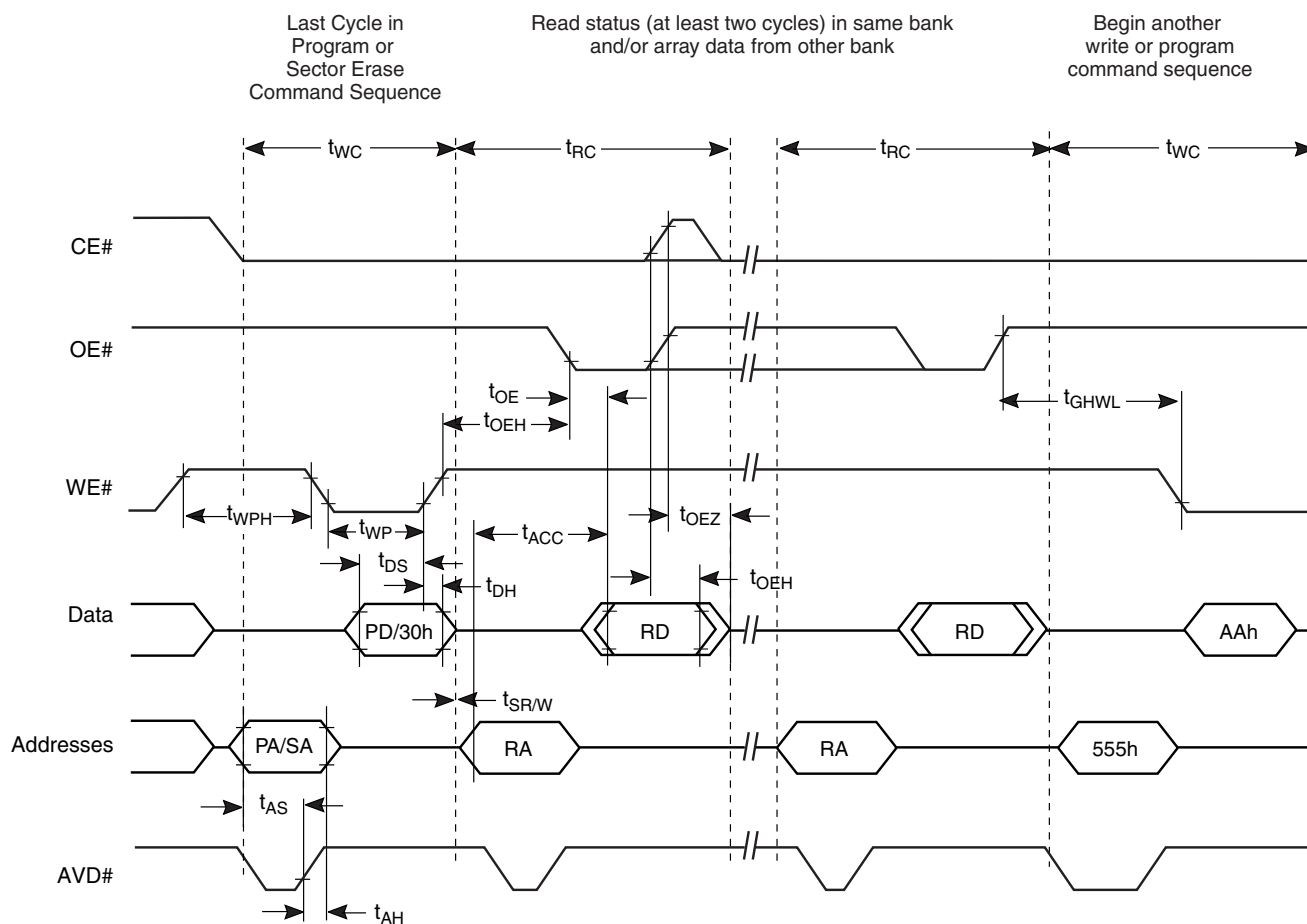 Last Cycle in
Program or
Sector Erase
Command Sequence
Read status (at least two cycles) in same bank
and/or array data from other bank
Begin another
write or program
command sequence
tWC
tRC
tRC
tWC
CE#
OE#
tOE
tOEH
tGHWL
WE#
tWPH
tWP
tACC
tOEZ
tDS
tDH
tOEH
Data
PD/30h
RD
RD
AAh
tSR/W
Addresses
PA/SA
RA
RA
555h
tAS
AVD#
tAH